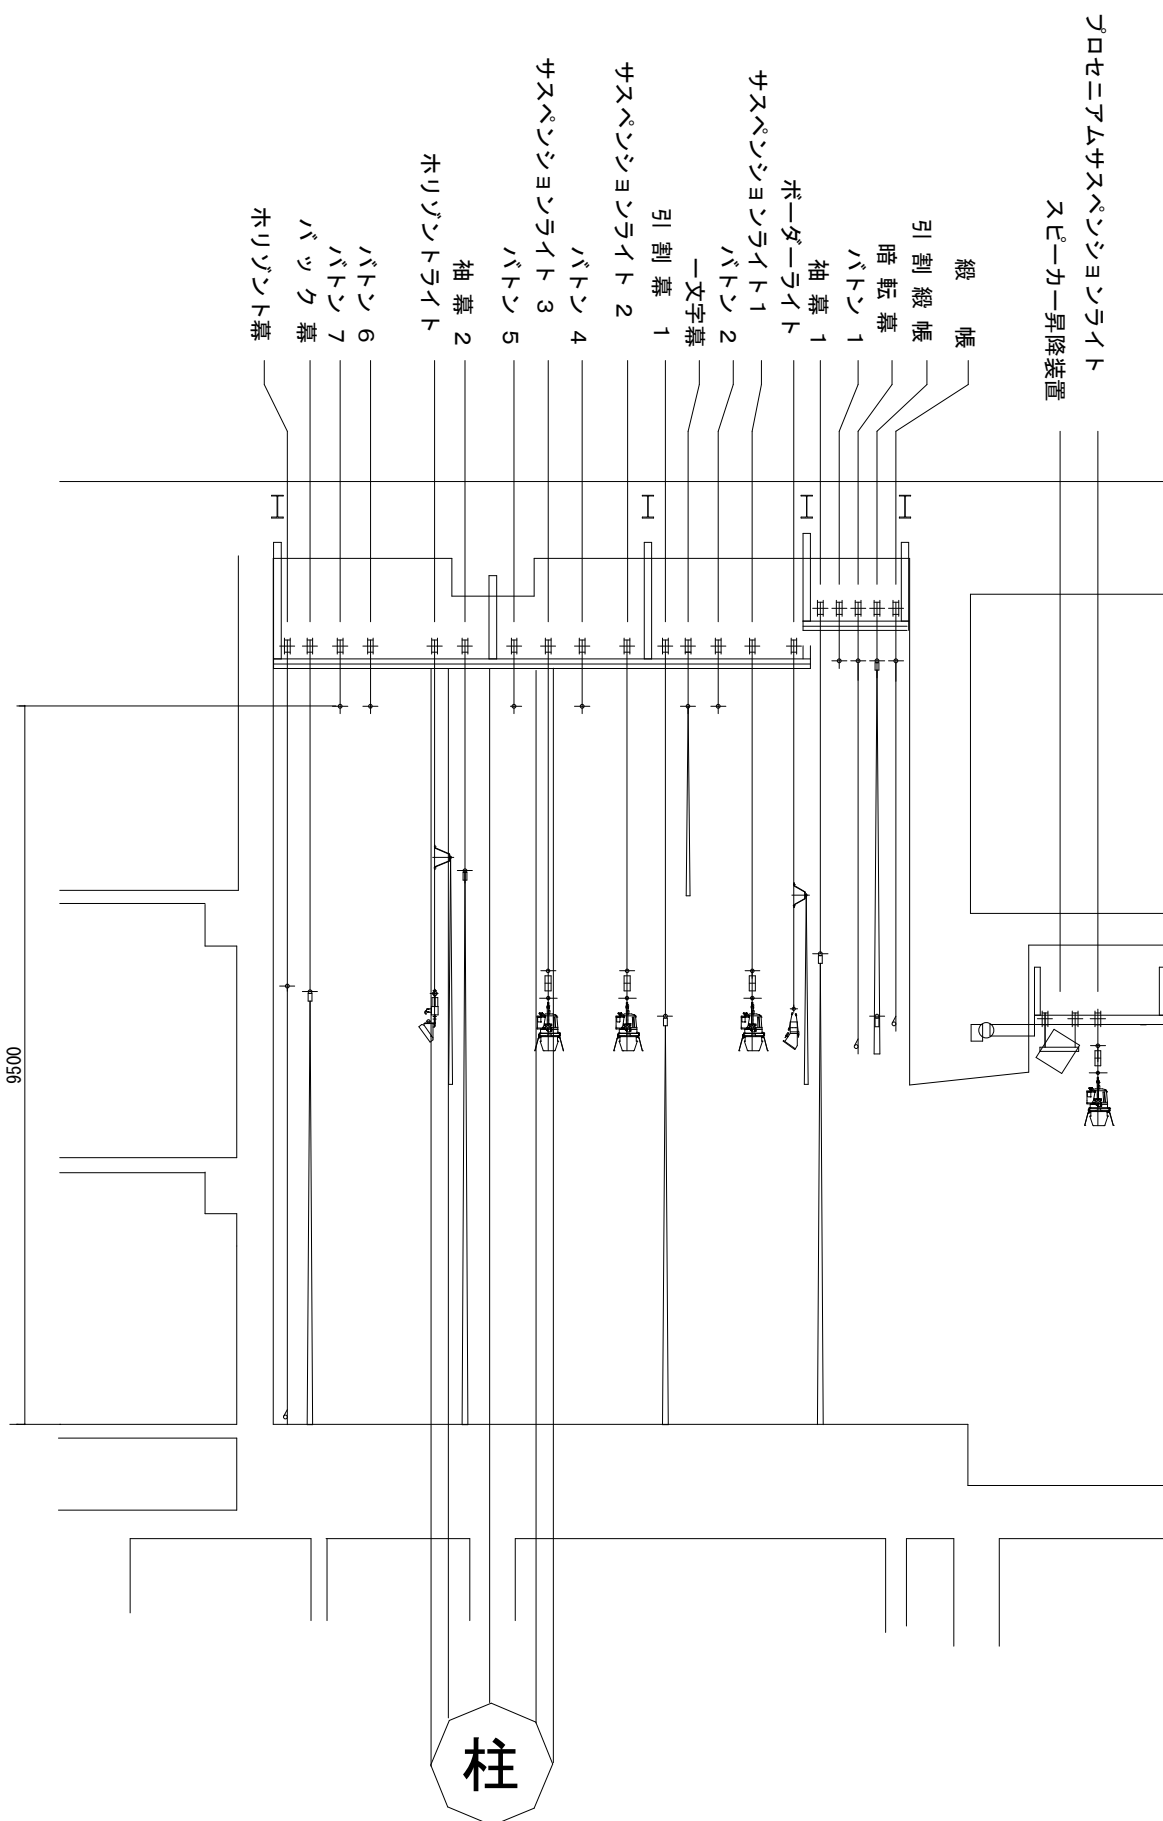 プロセニアムサスペンションライト
スピーカー昇降装置
緞 帳
引割緞帳
暗転幕
バトン 1
袖幕 1
ボーダーライト
サスペンションライト1
バトン 2
一文字幕
引割幕 1
サスペンションライト 2
バトン 4
サスペンションライト 3
バトン 5
袖幕 2
ホリゾントライト
バトン 6
バトン 7
バック幕
ホリゾント幕
9500
柱